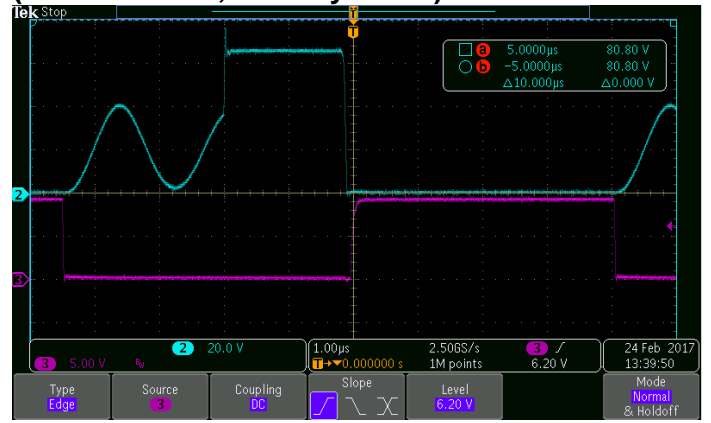 Tek Stop
T
T
a 5.0000µs 80.80 V
b −5.0000µs 80.80 V
Δ10.000µs Δ0.000 V
2
3
2 20.0 V
3 5.00 V BW
1.00µs 2.50GS/s 3
T→▼0.000000 s 1M points 6.20 V
24 Feb 2017
13:39:50
Type
Edge
Source
3
Coupling
DC
Slope
Level
6.20 V
Mode
Normal
& Holdoff